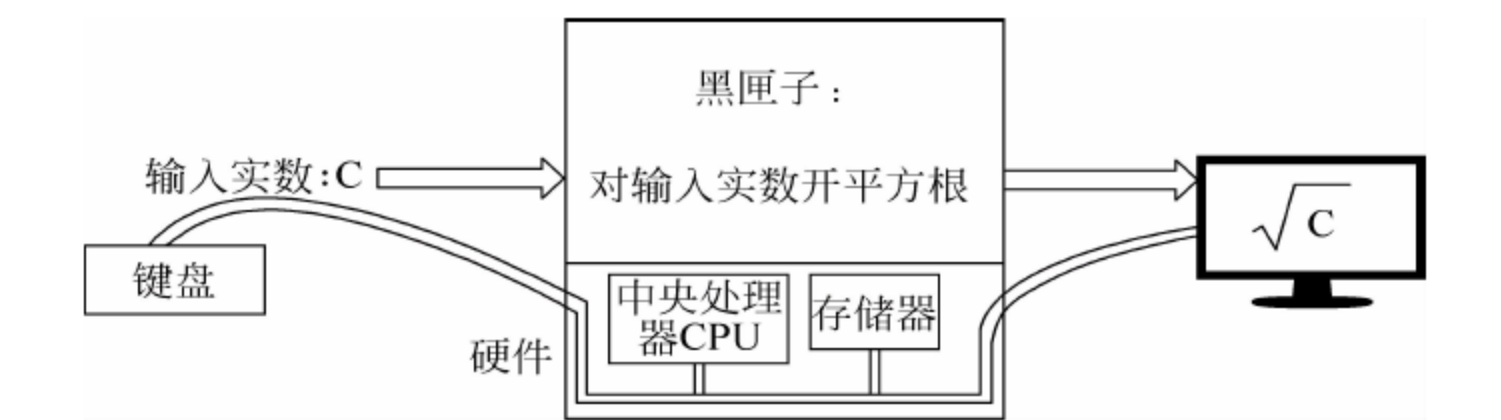 黑匣子：
输入实数:C
对输入实数开平方根
√C
键盘
中央处理
器CPU
存储器
硬件